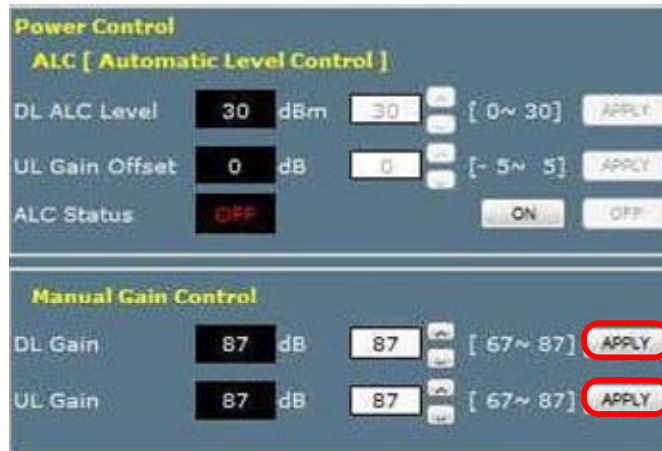 Power Control
ALC [ Automatic Level Control ]
DL ALC Level 30 dBm 30 [ 0~ 30] APPLY
UL Gain Offset 0 dB 0 [- 5~ 5] APPLY
ALC Status OFF ON OFF
Manual Gain Control
DL Gain 87 dB 87 [ 67~ 87] APPLY
UL Gain 87 dB 87 [ 67~ 87] APPLY